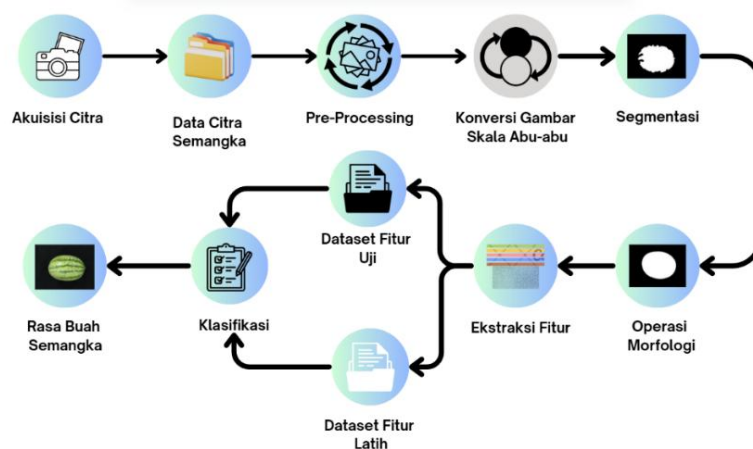 Akuisisi Citra
Data Citra
Semangka
Pre-Processing
Konversi Gambar
Skala Abu-abu
Segmentasi
Operasi
Morfologi
Ekstraksi Fitur
Dataset Fitur
Uji
Dataset Fitur
Latih
Klasifikasi
Rasa Buah
Semangka